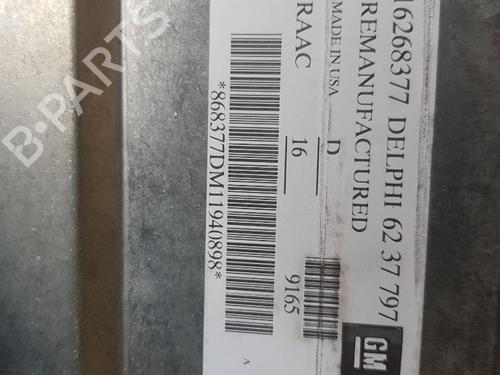 16268377 DELPHI 62 37 797
REMANUFACTURED
MADE IN USA
D
RAAC
16
9165
*868377DM11940898*
GM
B-PARTS